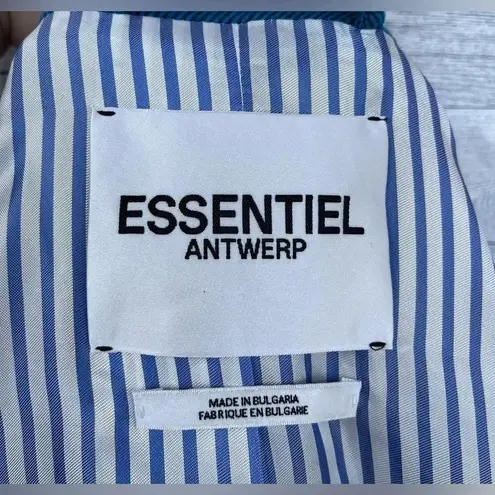 ESSENTIEL
ANTWERP
MADE IN BULGARIA
FABRIQUE EN BULGARIE